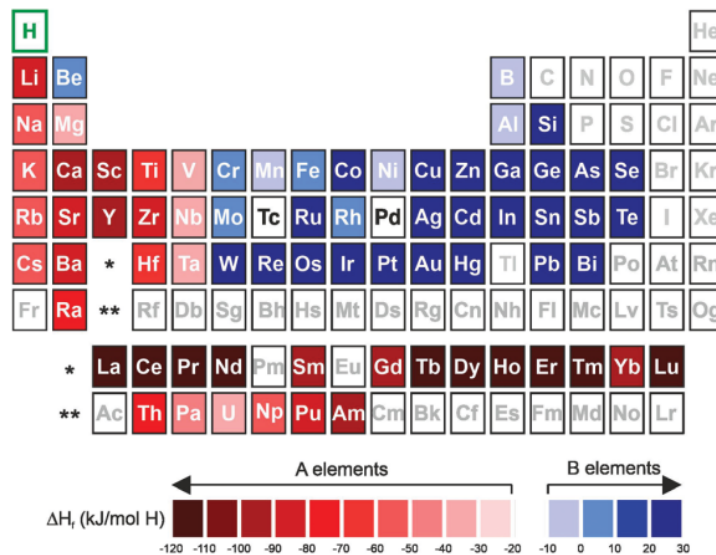 H He
Li Be B C N O F Ne
Na Mg Al Si P S Cl Ar
K Ca Sc Ti V Cr Mn Fe Co Ni Cu Zn Ga Ge As Se Br Kr
Rb Sr Y Zr Nb Mo Tc Ru Rh Pd Ag Cd In Sn Sb Te I Xe
Cs Ba * Hf Ta W Re Os Ir Pt Au Hg Tl Pb Bi Po At Rn
Fr Ra ** Rf Db Sg Bh Hs Mt Ds Rg Cn Nh Fl Mc Lv Ts Og
* La Ce Pr Nd Pm Sm Eu Gd Tb Dy Ho Er Tm Yb Lu
** Ac Th Pa U Np Pu Am Cm Bk Cf Es Fm Md No Lr
A elements B elements
ΔHf (kJ/mol H)
-120 -110 -100 -90 -80 -70 -60 -50 -40 -30 -20 -10 0 10 20 30